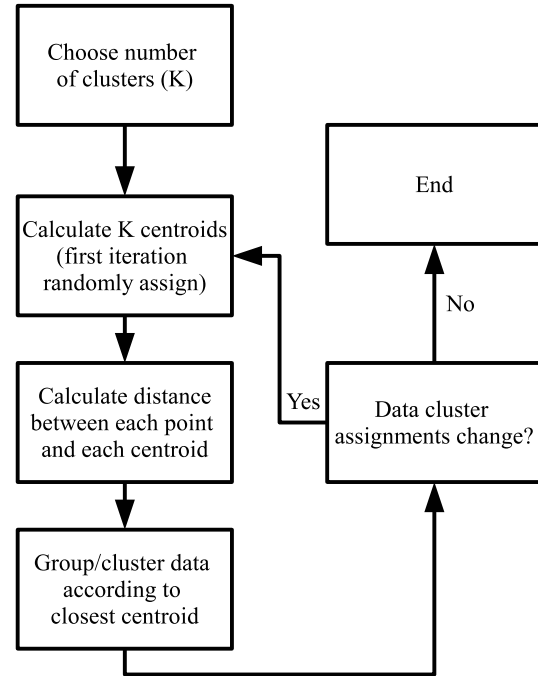 Choose number
of clusters (K)
Calculate K centroids
(first iteration
randomly assign)
Calculate distance
between each point
and each centroid
Group/cluster data
according to
closest centroid
Data cluster
assignments change?
Yes
No
End